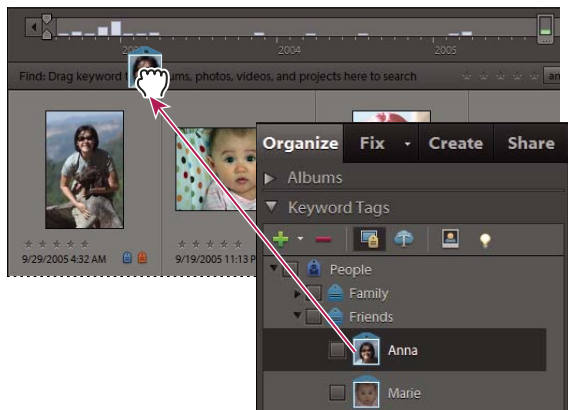 2004 2005
Find: Drag keyword photos, videos, and projects here to search
9/29/2005 4:32 AM 9/19/2005 11:13 P
Organize Fix Create Share
Albums
Keyword Tags
People
Family
Friends
Anna
Marie